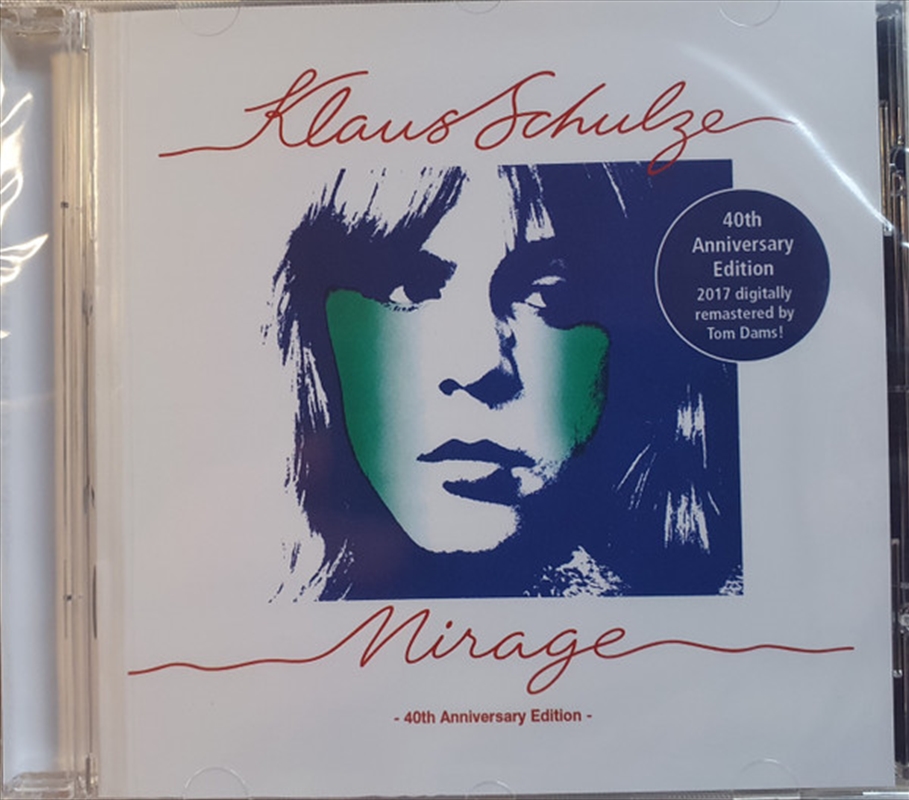 Klaus Schulze
40th
Anniversary
Edition
2017 digitally
remastered by
Tom Dams!
Mirage
- 40th Anniversary Edition -